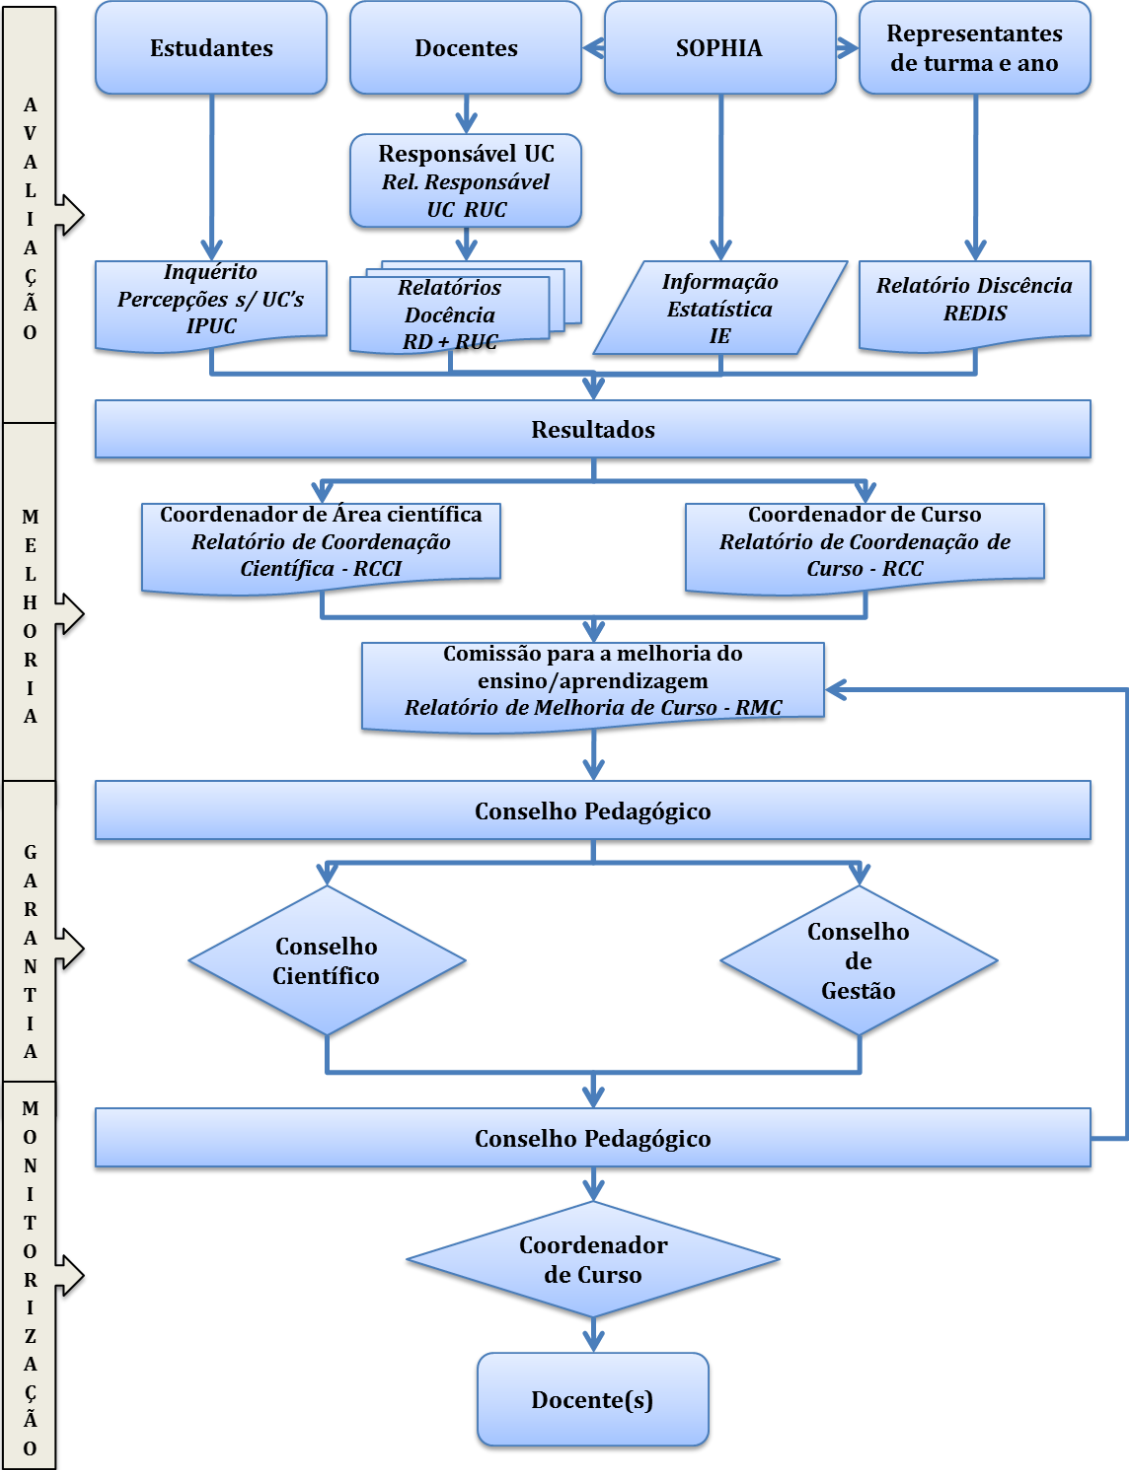 AVALIAÇÃO
Estudantes
Docentes
SOPHIA
Representantes
de turma e ano
Responsável UC
Rel. Responsável
UC RUC
Inquérito
Percepções s/ UC's
IPUC
Relatórios
Docência
RD + RUC
Informação
Estatística
IE
Relatório Discência
REDIS
Resultados
MELHORIA
Coordenador de Área científica
Relatório de Coordenação
Científica - RCCI
Coordenador de Curso
Relatório de Coordenação de
Curso - RCC
Comissão para a melhoria do
ensino/aprendizagem
Relatório de Melhoria de Curso - RMC
GARANTIA
Conselho Pedagógico
Conselho
Científico
Conselho
de
Gestão
MONITORIZAÇÃO
Conselho Pedagógico
Coordenador
de Curso
Docente(s)